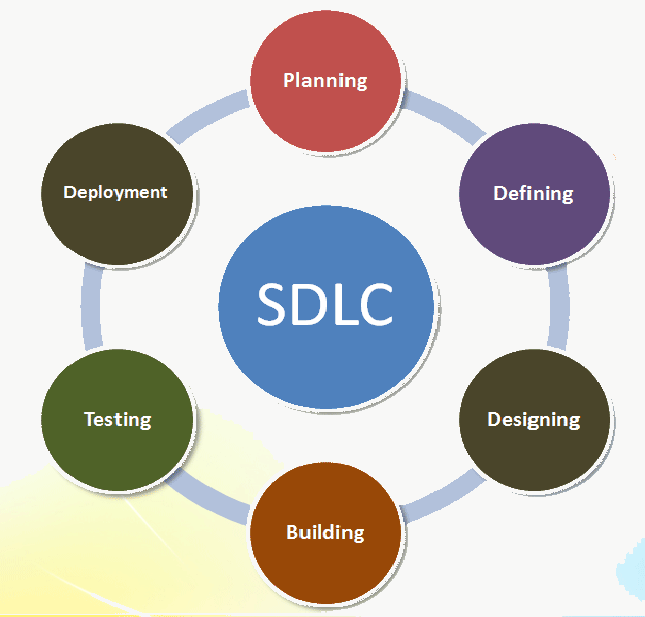 Planning
Defining
Designing
Building
Testing
Deployment
SDLC